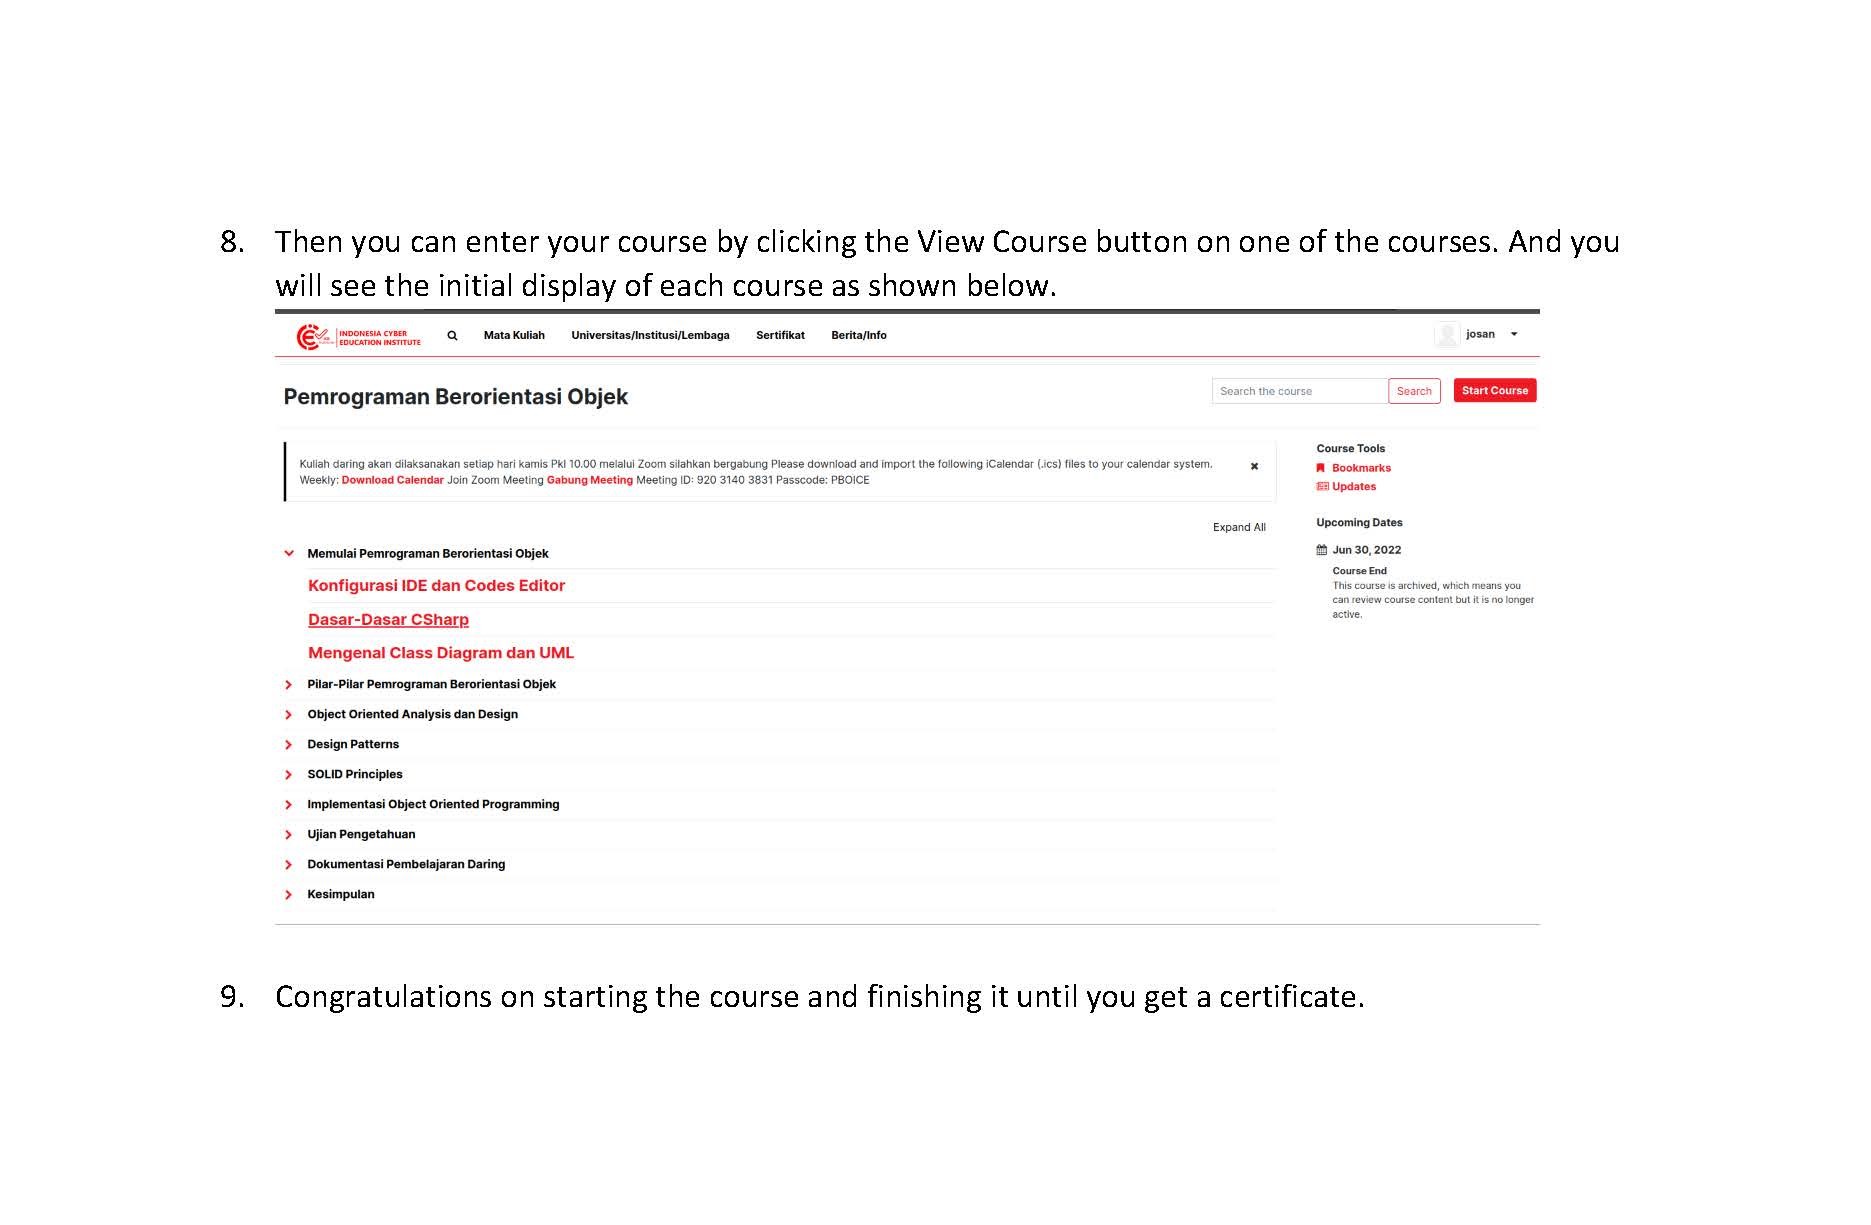 8. Then you can enter your course by clicking the View Course button on one of the courses. And you
will see the initial display of each course as shown below.
INDONESIA CYBER
EDUCATION INSTITUTE
Mata Kuliah Universitas/Institusi/Lembaga Sertifikat Berita/Info
josan
Pemrograman Berorientasi Objek
Search the course Search Start Course
Kuliah daring akan dilaksanakan setiap hari kamis Pkl 10.00 melalui Zoom silahkan bergabung Please download and import the following iCalendar (.ics) files to your calendar system.
Weekly: Download Calendar Join Zoom Meeting Gabung Meeting Meeting ID: 920 3140 3831 Passcode: PBOICE
Expand All
Memulai Pemrograman Berorientasi Objek
Konfigurasi IDE dan Codes Editor
Dasar-Dasar CSharp
Mengenal Class Diagram dan UML
Pilar-Pilar Pemrograman Berorientasi Objek
Object Oriented Analysis dan Design
Design Patterns
SOLID Principles
Implementasi Object Oriented Programming
Ujian Pengetahuan
Dokumentasi Pembelajaran Daring
Kesimpulan
Course Tools
Bookmarks
Updates
Upcoming Dates
Jun 30, 2022
Course End
This course is archived, which means you
can review course content but it is no longer
active.
9. Congratulations on starting the course and finishing it until you get a certificate.